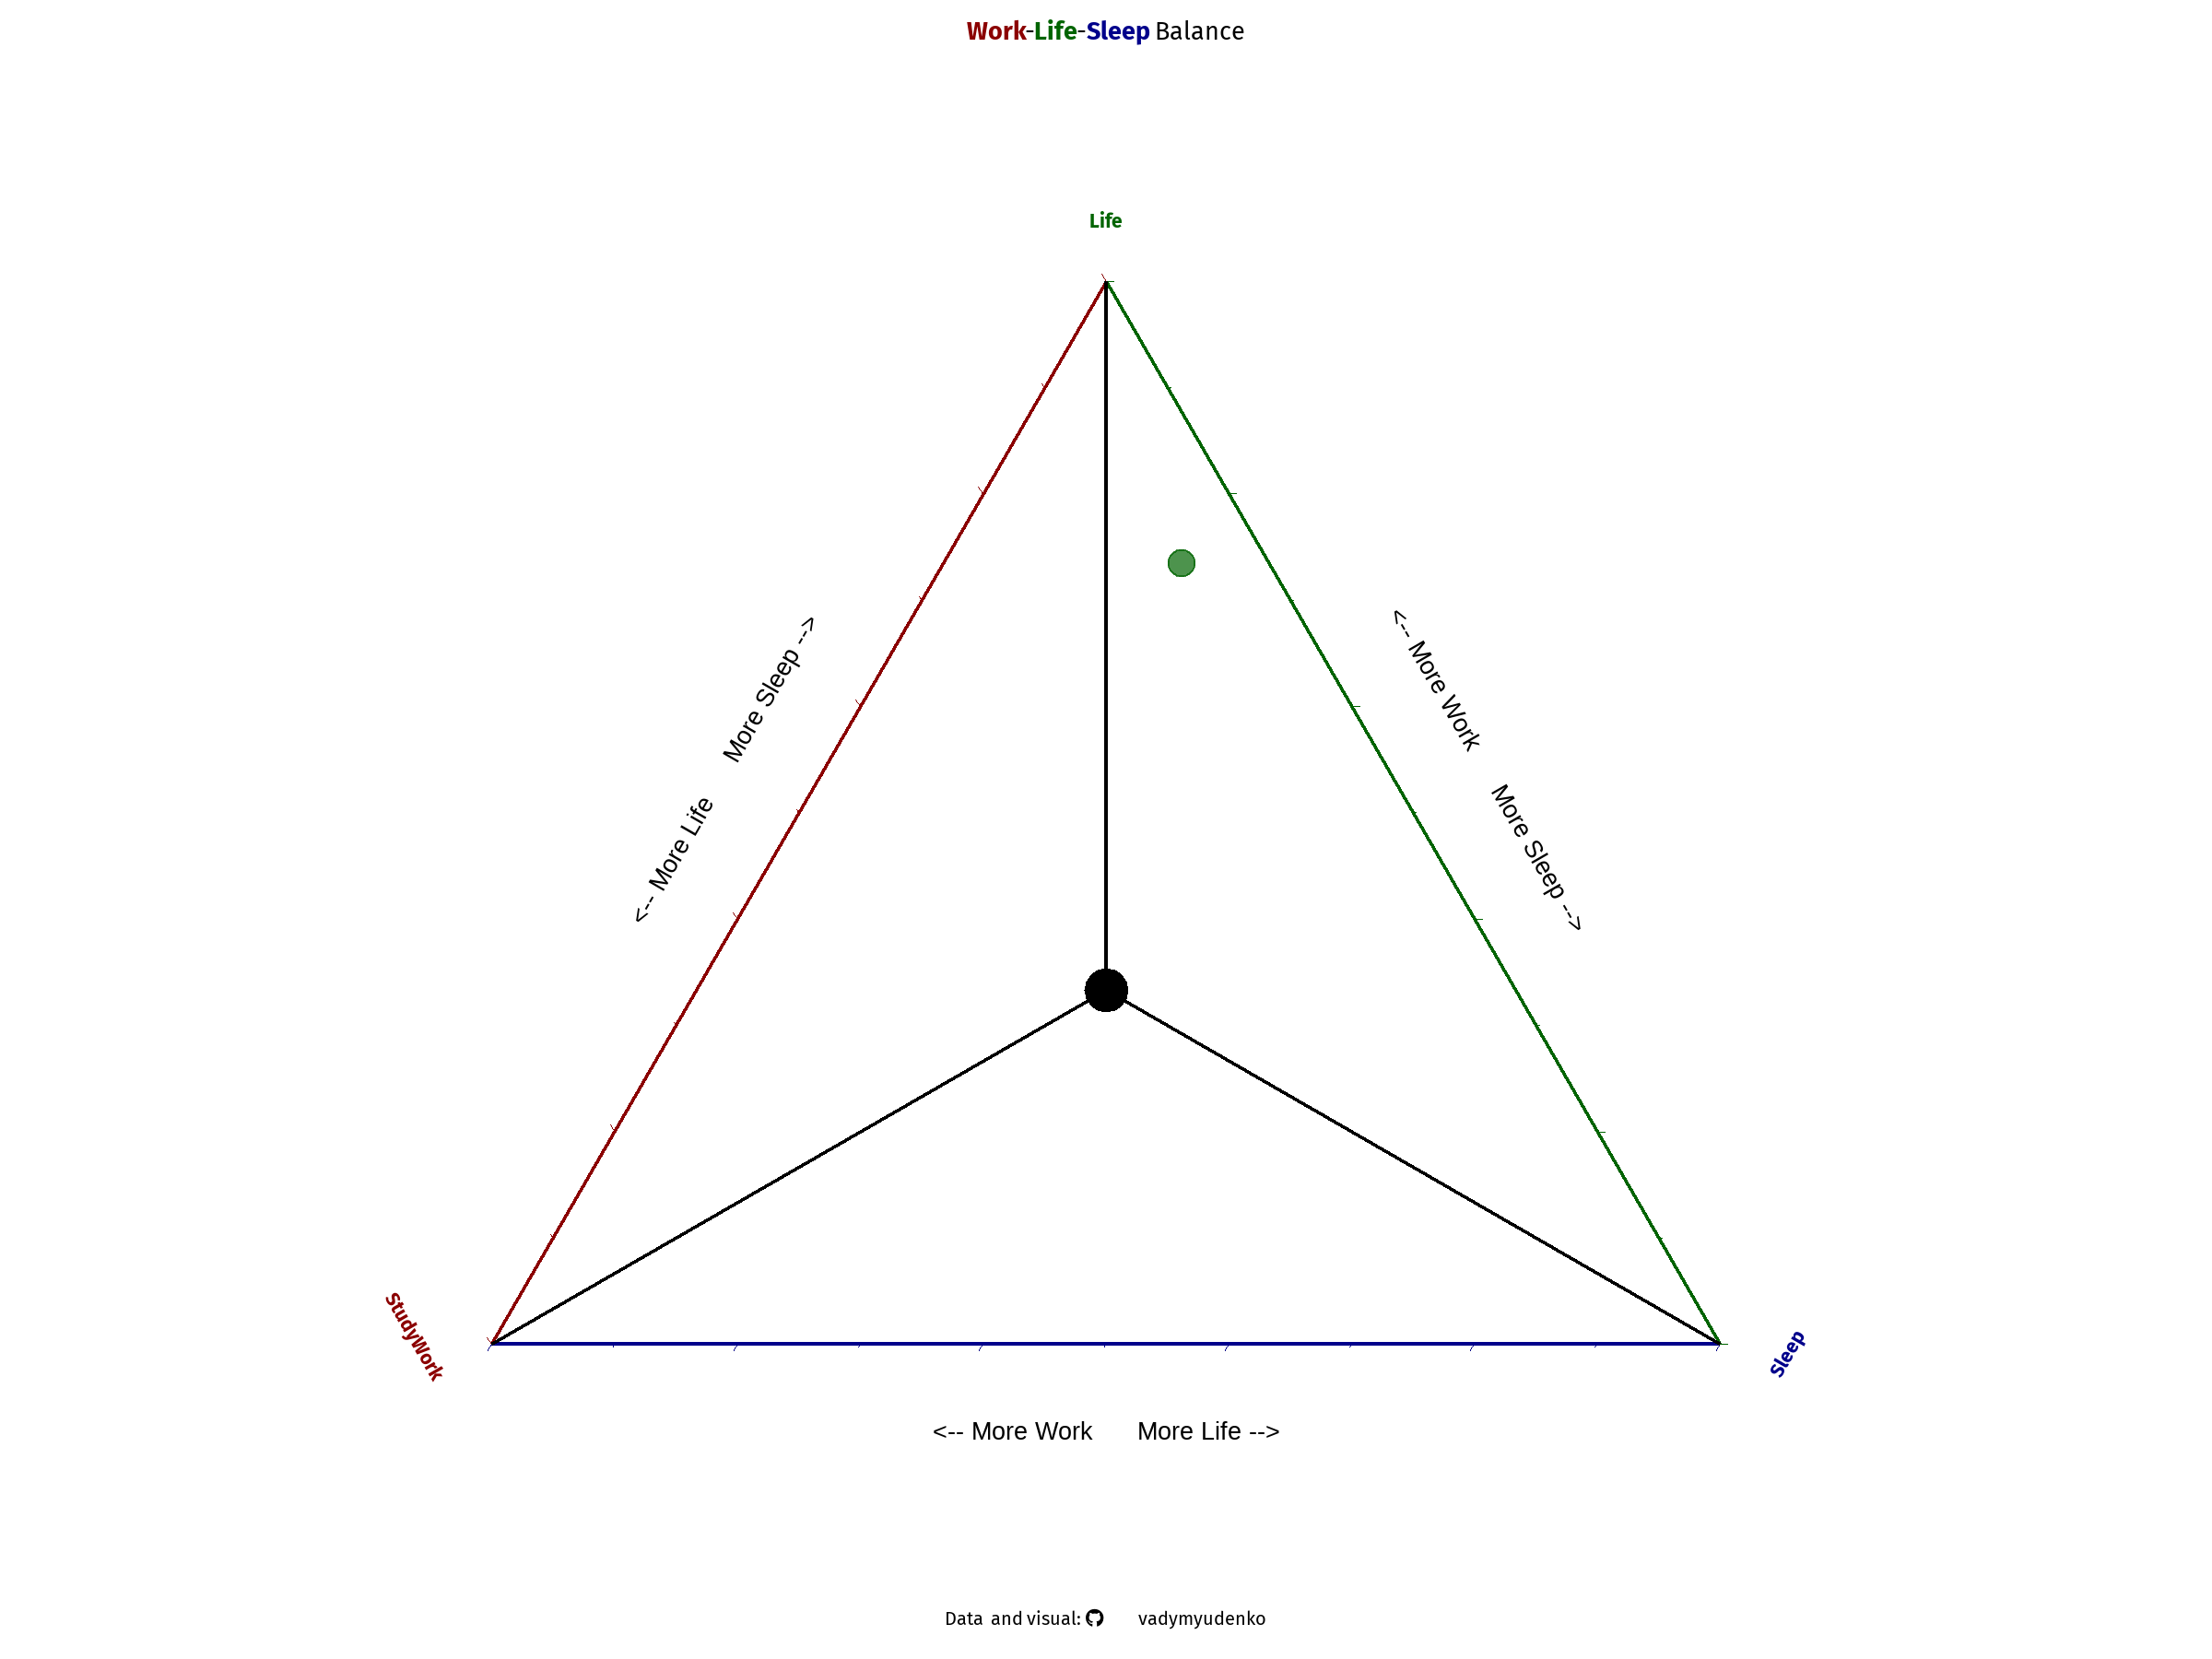 Work-Life-Sleep Balance
Life
<-- More Life     More Sleep -->
<-- More Work     More Sleep -->
StudyWork
Sleep
<-- More Work     More Life -->
Data and visual: vadymyudenko